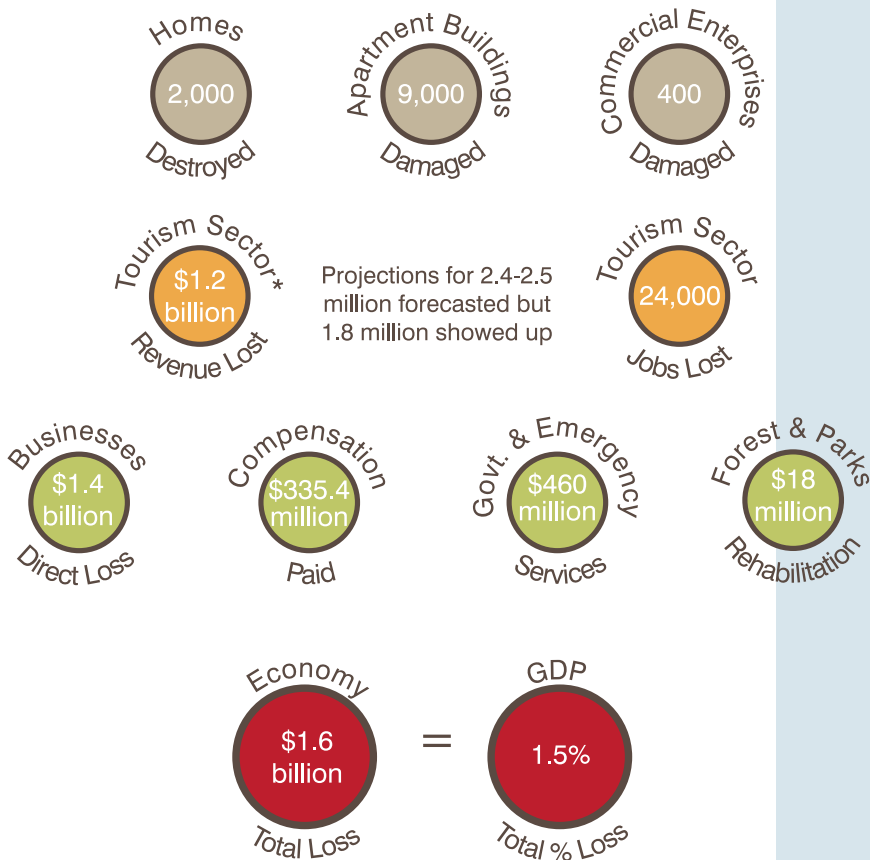 Homes
2,000
Destroyed
Apartment Buildings
9,000
Damaged
Commercial Enterprises
400
Damaged
Tourism Sector*
$1.2
billion
Revenue Lost
Projections for 2.4-2.5
million forecasted but
1.8 million showed up
Tourism Sector
24,000
Jobs Lost
Businesses
$1.4
billion
Direct Loss
Compensation
$335.4
million
Paid
Govt. & Emergency
$460
million
Services
Forest & Parks
$18
million
Rehabilitation
Economy
$1.6
billion
Total Loss
=
GDP
1.5%
Total % Loss